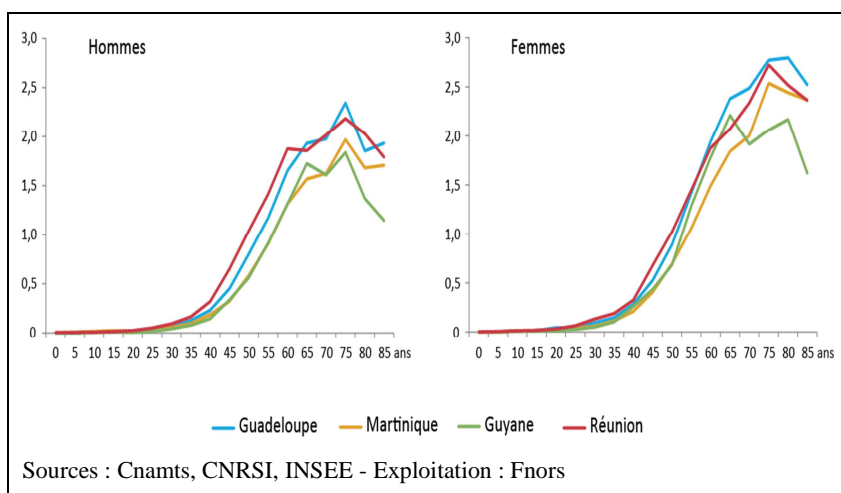 Hommes
3,0
2,5
2,0
1,5
1,0
0,5
0
0 5 10 15 20 25 30 35 40 45 50 55 60 65 70 75 80 85 ans
Femmes
3,0
2,5
2,0
1,5
1,0
0,5
0
0 5 10 15 20 25 30 35 40 45 50 55 60 65 70 75 80 85 ans
Guadeloupe Martinique Guyane Réunion
Sources : Cnamts, CNRSI, INSEE - Exploitation : Fnors